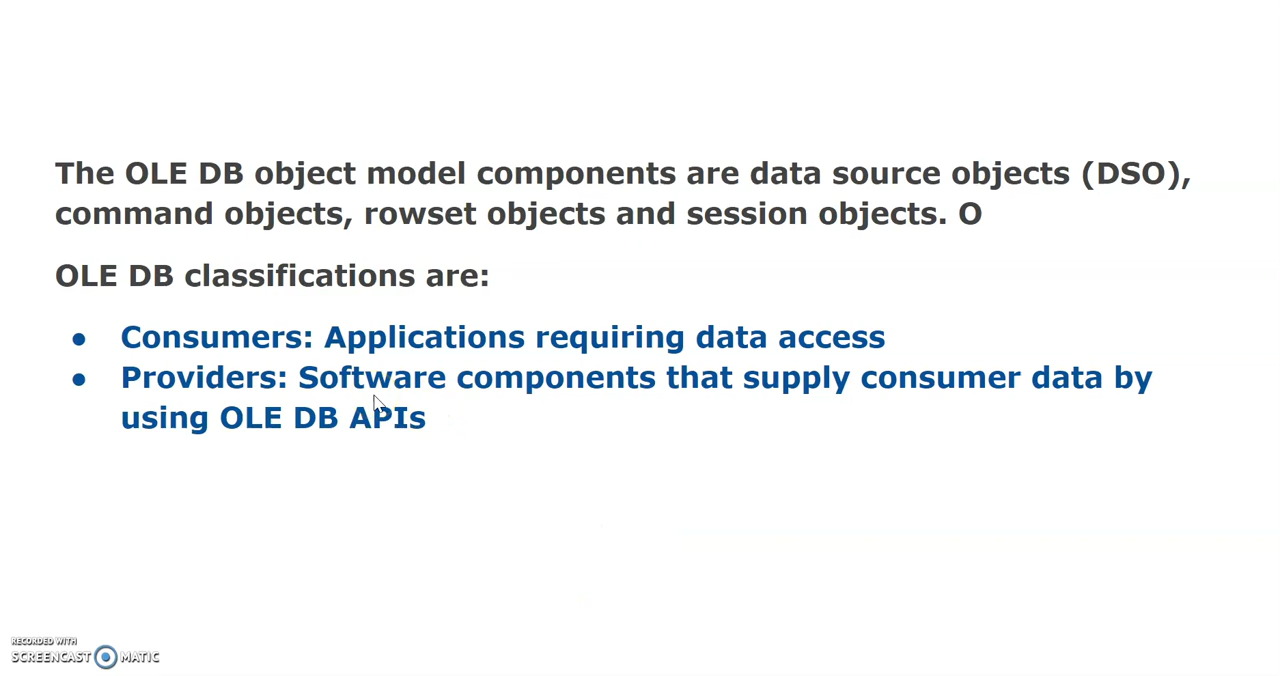 The OLE DB object model components are data source objects (DSO),
command objects, rowset objects and session objects. O
OLE DB classifications are:
● Consumers: Applications requiring data access
● Providers: Software components that supply consumer data by
using OLE DB APIs
RECORDED WITH
SCREENCAST MATIC